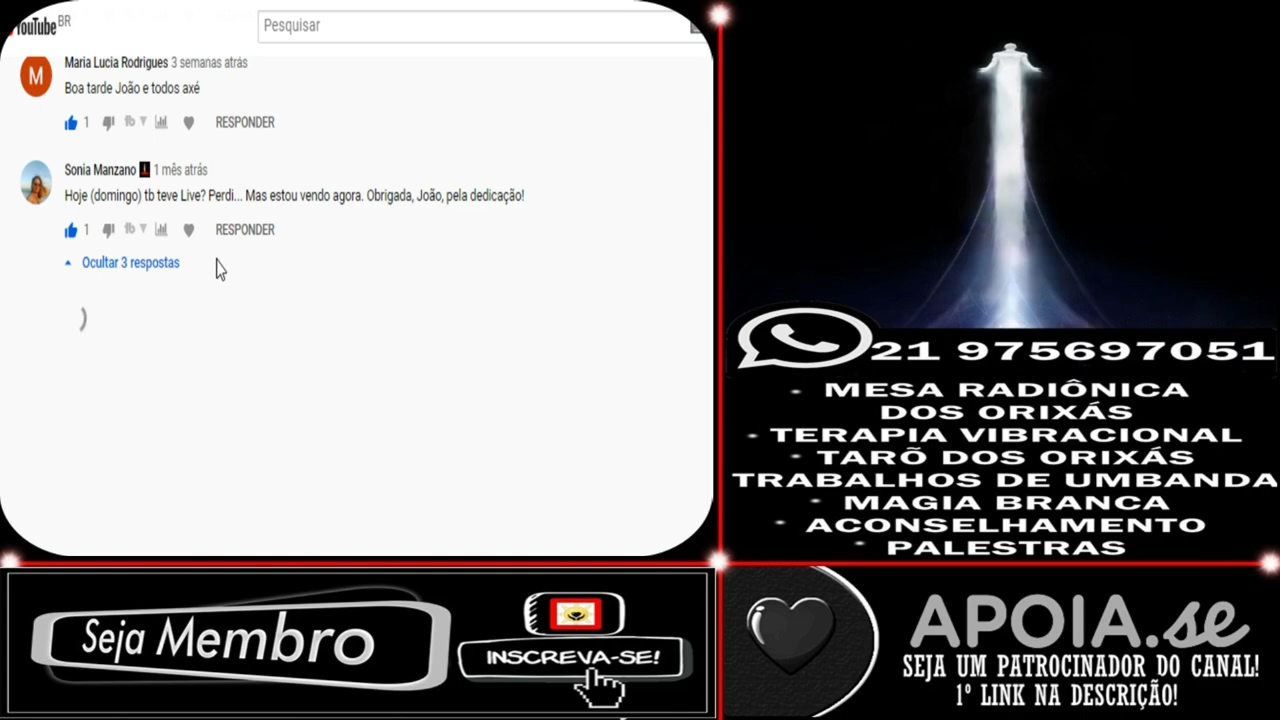 YouTube BR
Pesquisar
M
Maria Lucia Rodrigues 3 semanas atrás
Boa tarde João e todos axé
1 RESPONDER
Sonia Manzano 1 mês atrás
Hoje (domingo) tb teve Live? Perdi... Mas estou vendo agora. Obrigada, João, pela dedicação!
1 RESPONDER
Ocultar 3 respostas
21 975697051
• MESA RADIÔNICA
DOS ORIXÁS
• TERAPIA VIBRACIONAL
• TARÕ DOS ORIXÁS
TRABALHOS DE UMBANDA
• MAGIA BRANCA
• ACONSELHAMENTO
• PALESTRAS
Seja Membro
INSCREVA-SE!
APOIA.se
SEJA UM PATROCINADOR DO CANAL!
1º LINK NA DESCRIÇÃO!